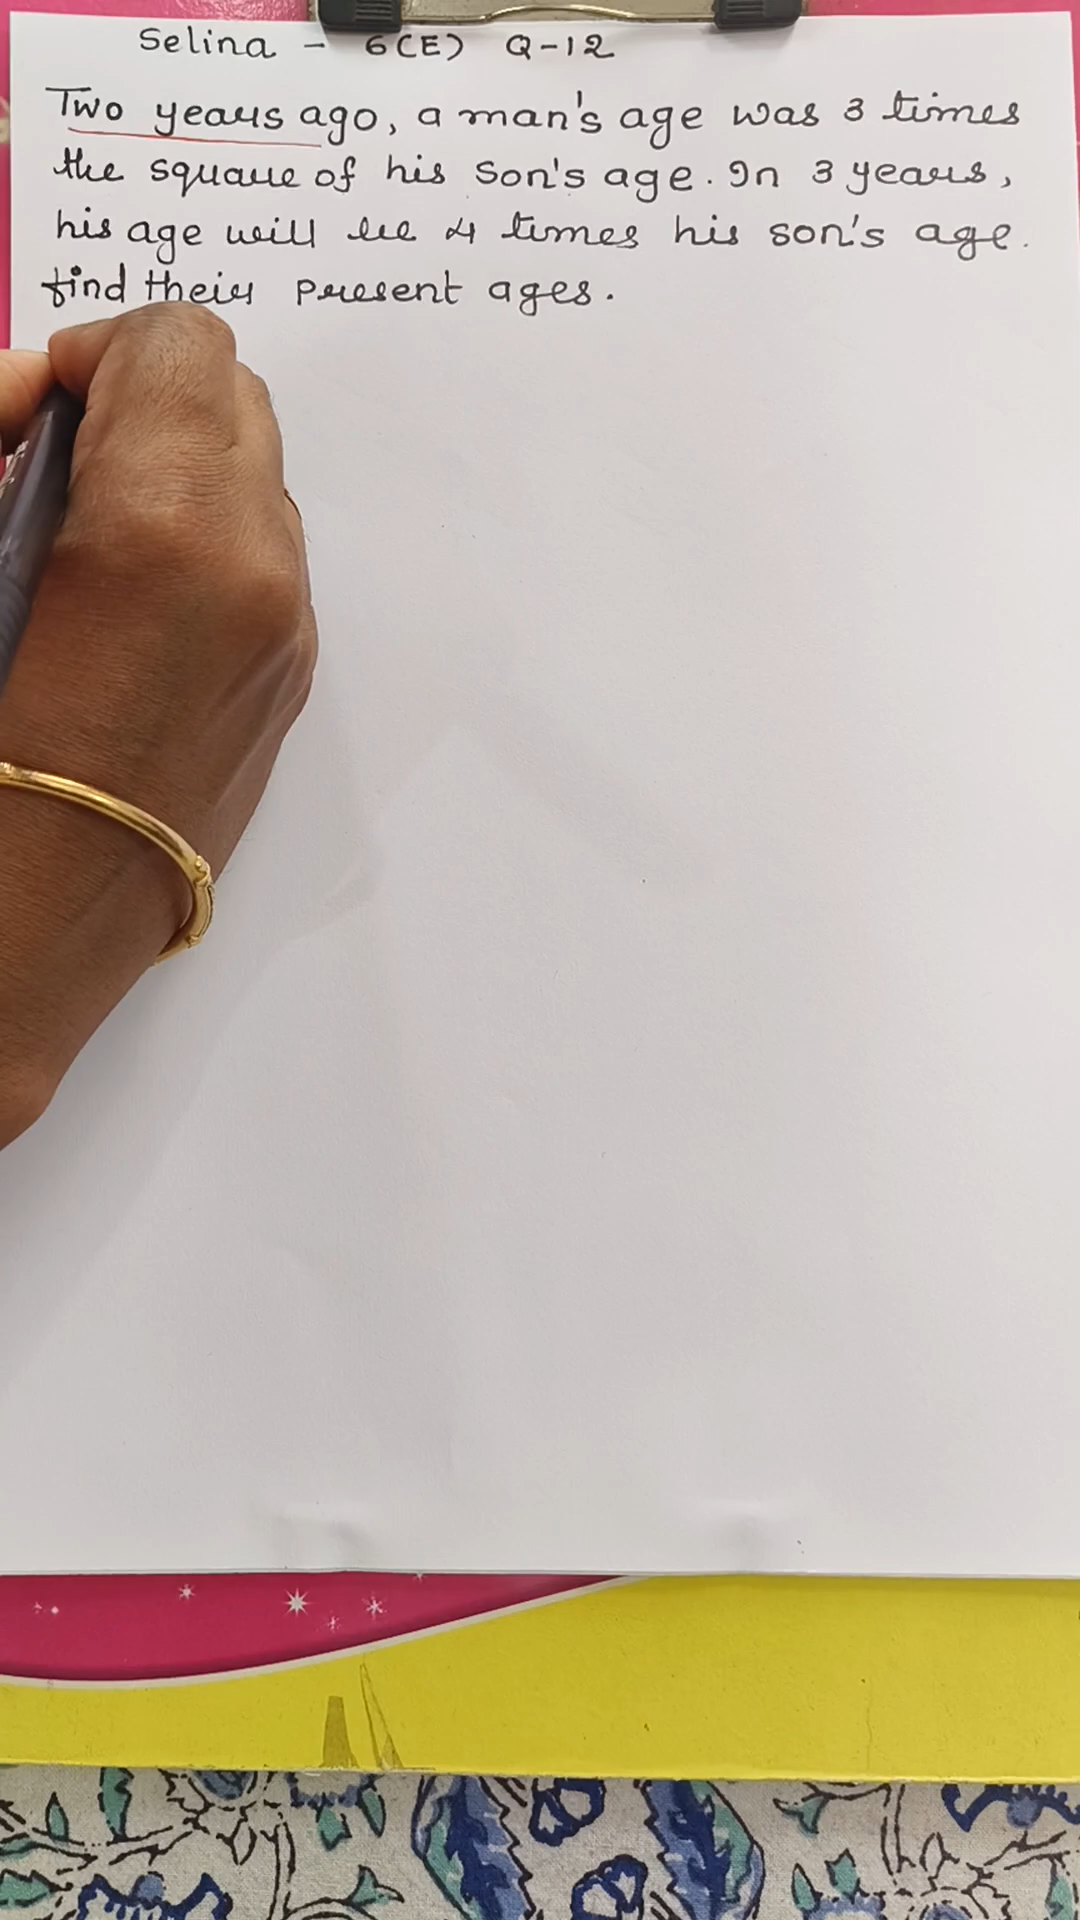 Selina - 6(E) Q-12
Two years ago, a man's age was 3 times
the square of his son's age. In 3 years,
his age will be 4 times his son's age.
find their present ages.